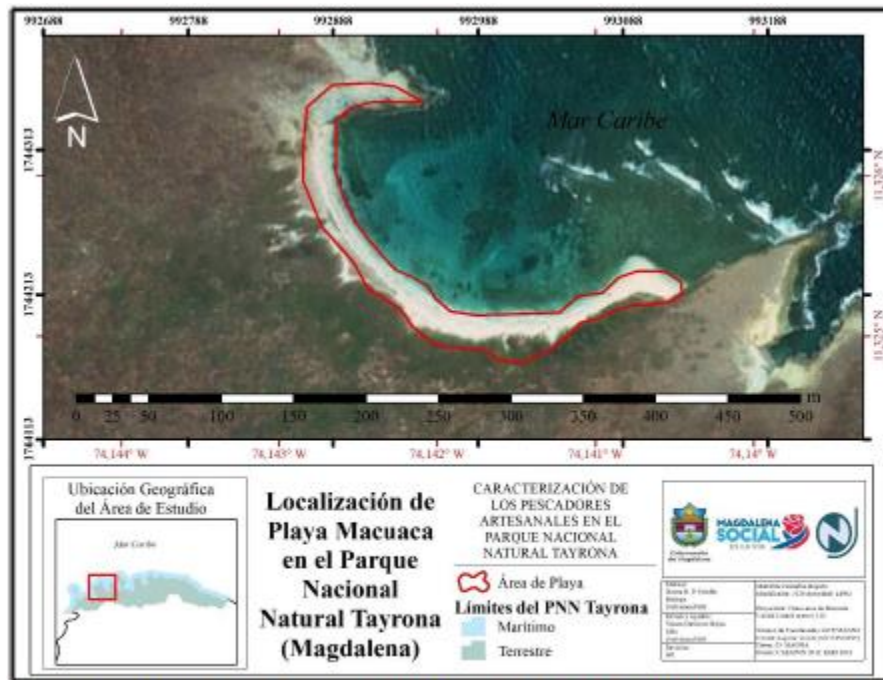 992688
992788
992888
992988
993088
993188
N
Mar Caribe
1744313
1744213
1744113
11,326° N
11,325° N
0 25 50 100 150 200 250 300 350 400 450 500
m
74,144° W
74,143° W
74,142° W
74,141° W
74,14° W
Ubicación Geográfica
del Área de Estudio
Mar Caribe
Localización de
Playa Macuaca
en el Parque
Nacional
Natural Tayrona
(Magdalena)
CARACTERIZACIÓN DE
LOS PESCADORES
ARTESANALES EN EL
PARQUE NACIONAL
NATURAL TAYRONA
Área de Playa
Límites del PNN Tayrona
Marítimo
Terrestre
MAGDALENA
SOCIAL